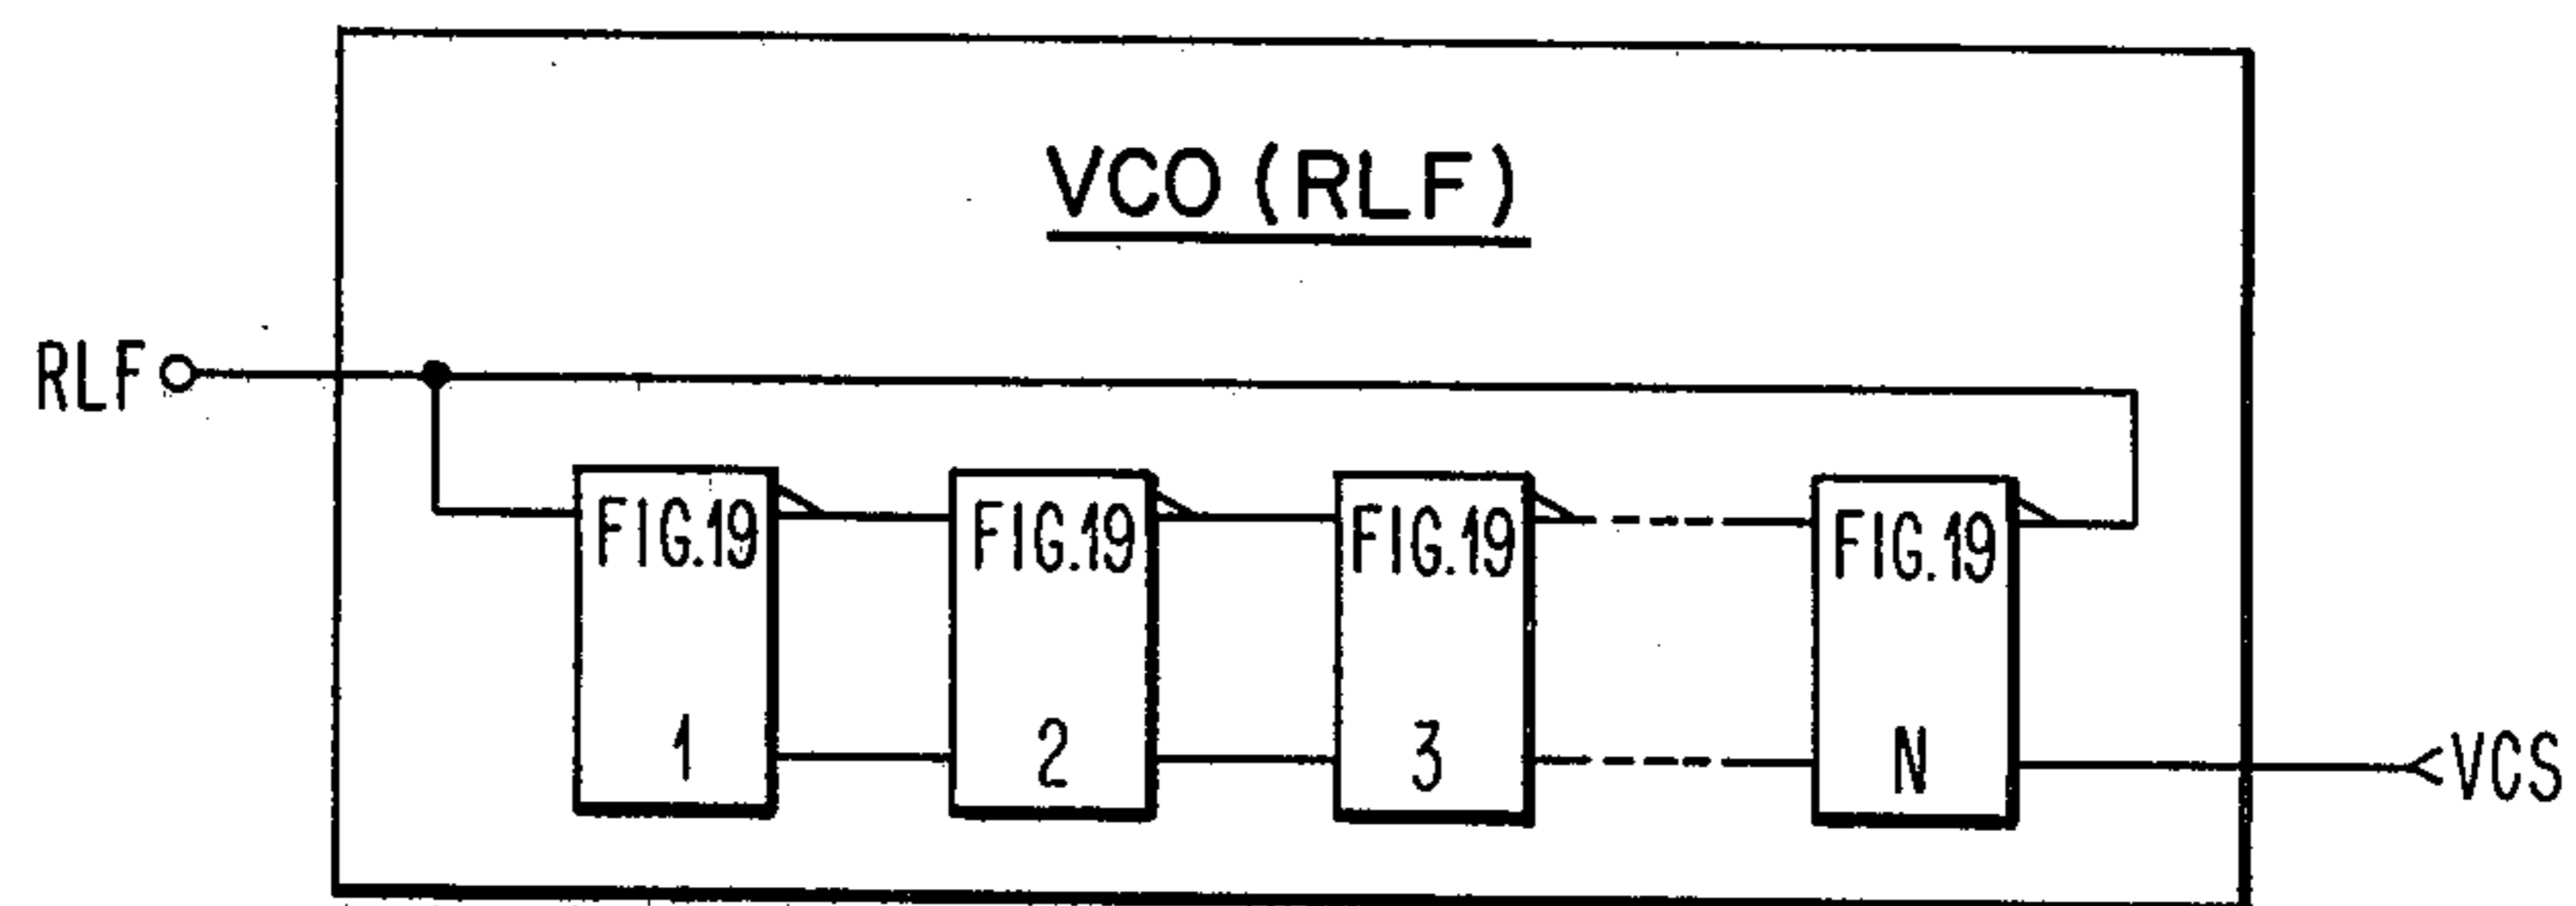 VCO (RLF)
RLF
FIG.19 FIG.19 FIG.19 FIG.19
1 2 3 N
VCS